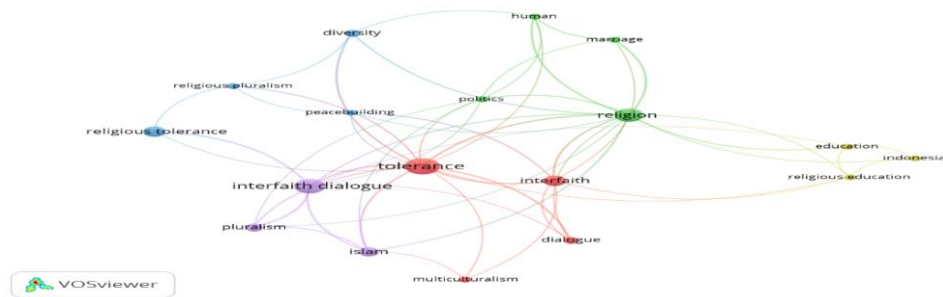 human
diversity
marriage
religious pluralism
politics
peacebuilding
religion
religious tolerance
education
indonesia
tolerance
religious education
interfaith
interfaith dialogue
pluralism
dialogue
islam
multiculturalism
VOSviewer